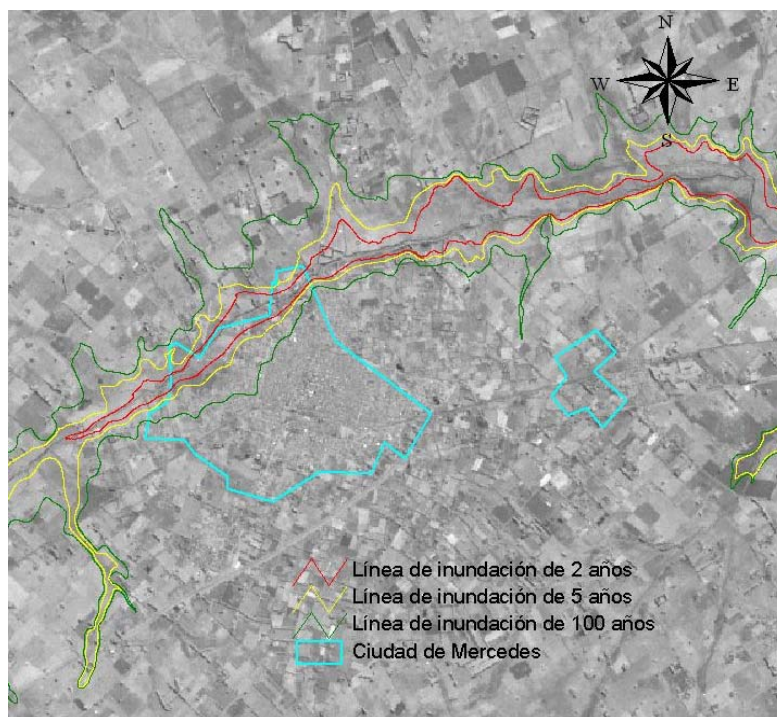 N
W E
S
Línea de inundación de 2 años
Línea de inundación de 5 años
Línea de inundación de 100 años
Ciudad de Mercedes